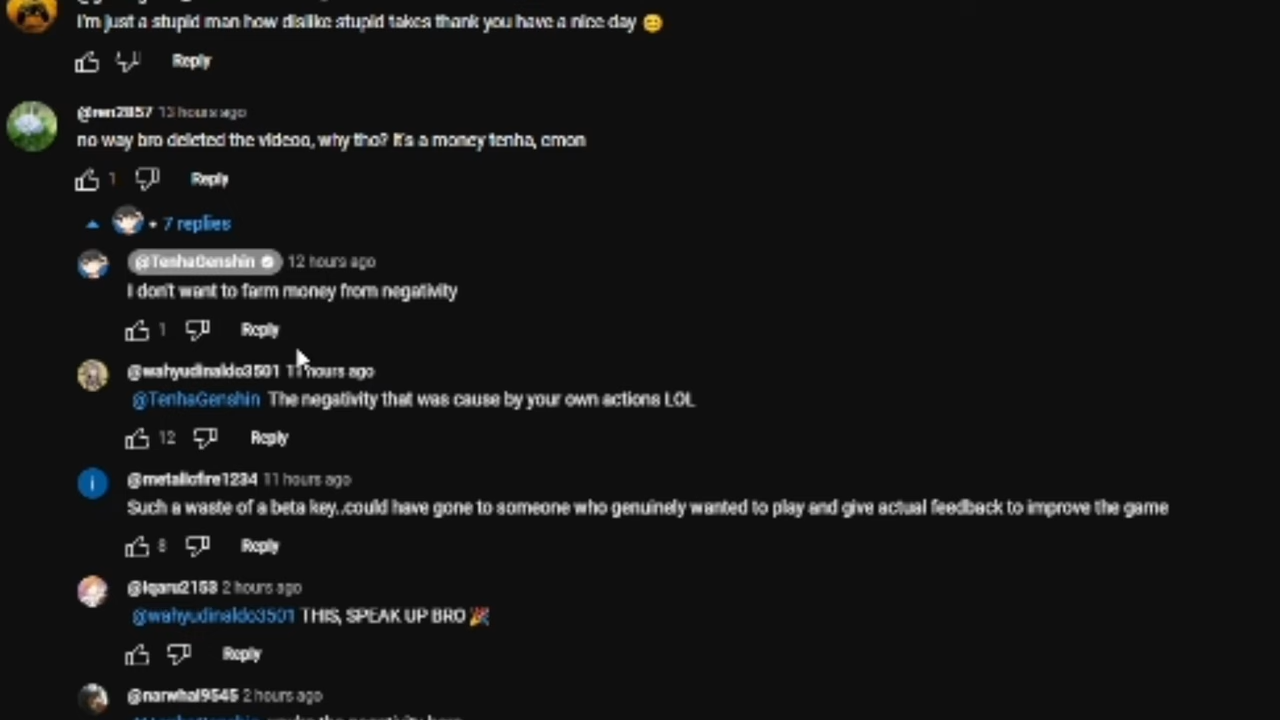 I'm just a stupid man how dislike stupid takes thank you have a nice day 😊
Reply
@ren2857 13 hours ago
no way bro deleted the videoo, why tho? It's a money tenha, cmon
1 Reply
7 replies
@TenhaGenshin 12 hours ago
I don't want to farm money from negativity
1 Reply
@wahyudinaldo3501 11 hours ago
@TenhaGenshin The negativity that was cause by your own actions LOL
12 Reply
@metallofire1234 11 hours ago
Such a waste of a beta key..could have gone to someone who genuinely wanted to play and give actual feedback to improve the game
8 Reply
@Iqaru2153 2 hours ago
@wahyudinaldo3501 THIS, SPEAK UP BRO 🎉
Reply
@narwhal9545 2 hours ago